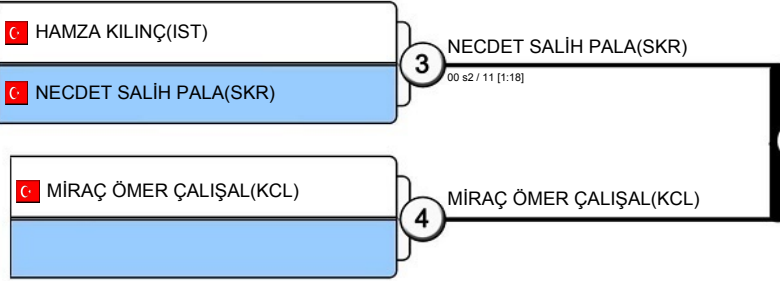 HAMZA KILINÇ(IST)
NECDET SALİH PALA(SKR)
3
NECDET SALİH PALA(SKR)
00 s2 / 11 [1:18]
MİRAÇ ÖMER ÇALIŞAL(KCL)
4
MİRAÇ ÖMER ÇALIŞAL(KCL)